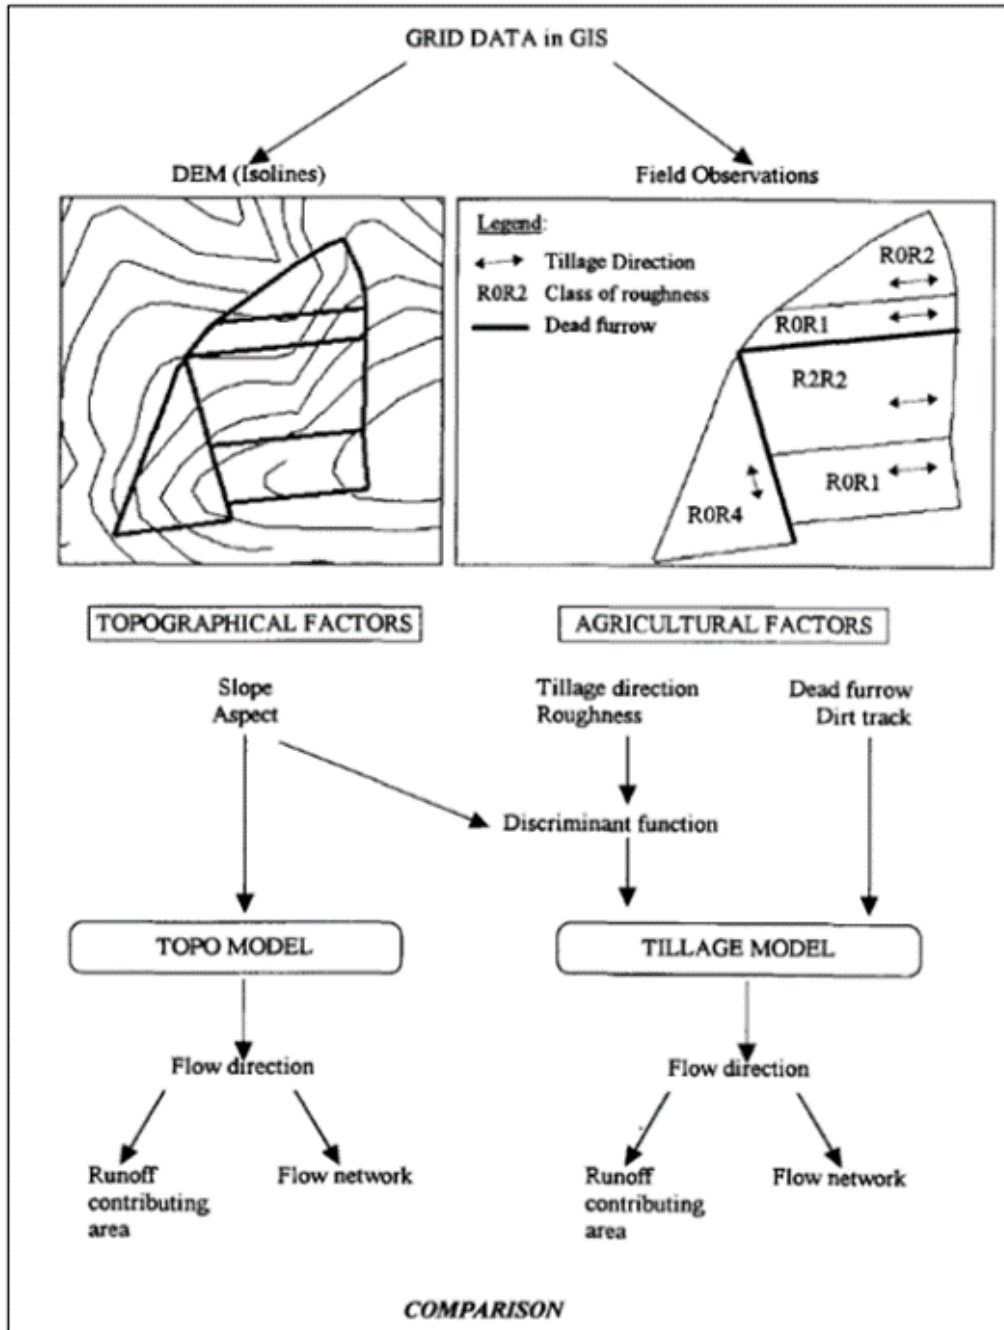 GRID DATA in GIS
DEM (Isolines)
Field Observations
Legend:
Tillage Direction
R0R2 Class of roughness
Dead furrow
R0R2
R0R1
R2R2
R0R1
R0R4
TOPOGRAPHICAL FACTORS
AGRICULTURAL FACTORS
Slope
Aspect
Tillage direction
Roughness
Dead furrow
Dirt track
Discriminant function
TOPO MODEL
TILLAGE MODEL
Flow direction
Flow direction
Runoff
contributing
area
Flow network
Runoff
contributing
area
Flow network
COMPARISON